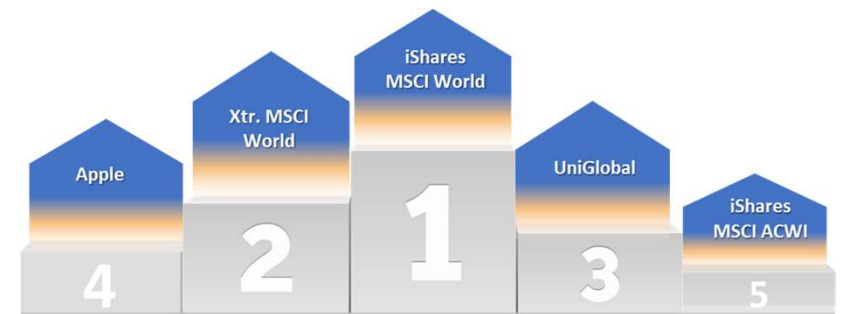 Apple
4
Xtr. MSCI
World
2
iShares
MSCI World
1
UniGlobal
3
iShares
MSCI ACWI
5